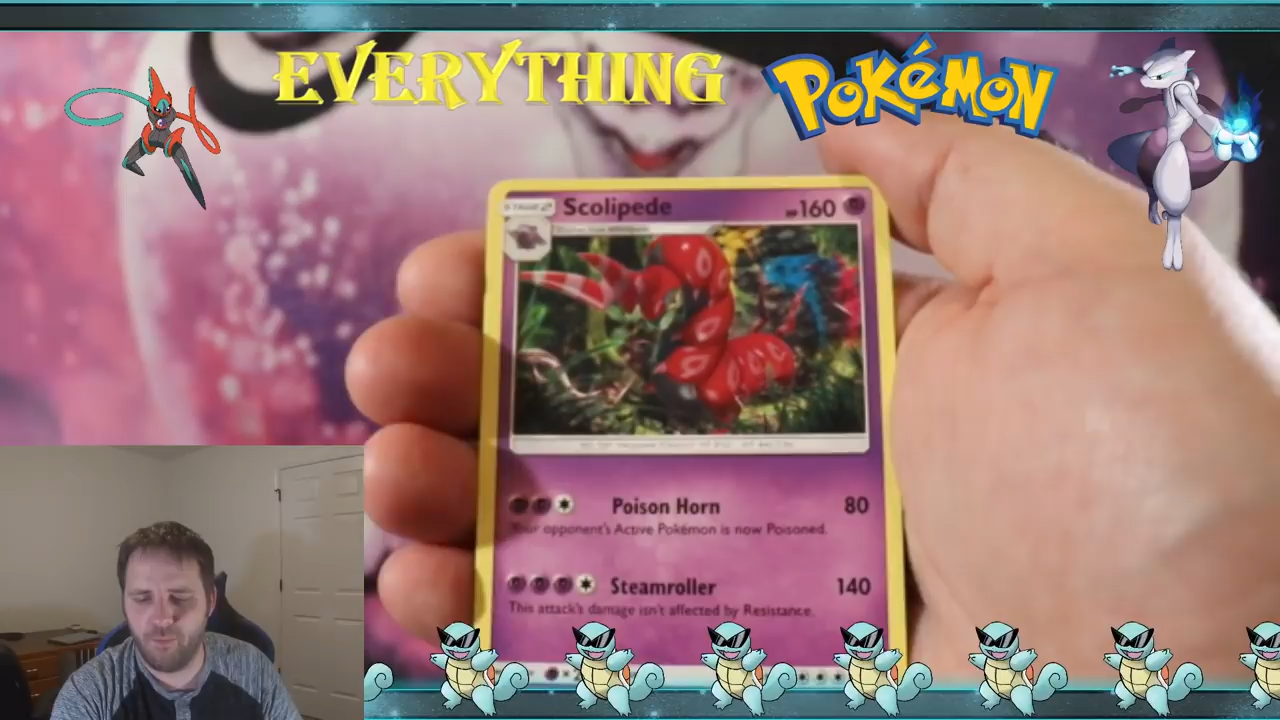 EVERYTHING POKéMON
Scolipede
HP160
Poison Horn 80
Your opponent's Active Pokémon is now Poisoned.
Steamroller 140
This attack's damage isn't affected by Resistance.